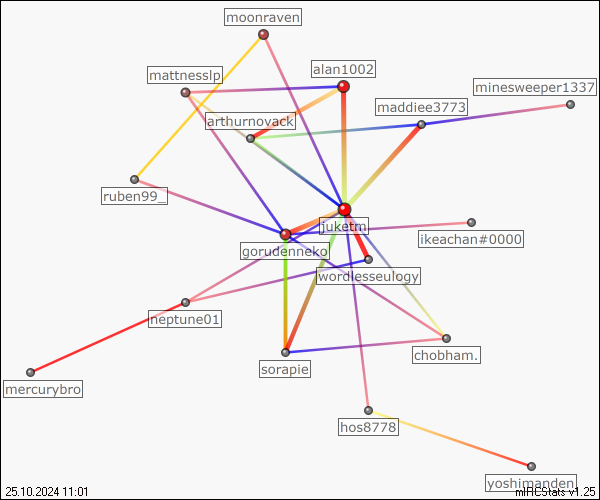 moonraven
alan1002
mattnesslp
minesweeper1337
maddiee3773
arthurnovack
ruben99_
juketm
ikeachan#0000
gorudenneko
wordlesseulogy
neptune01
chobham.
sorapie
mercurybro
hos8778
yoshimanden
25.10.2024 11:01
mIRCStats v1.25